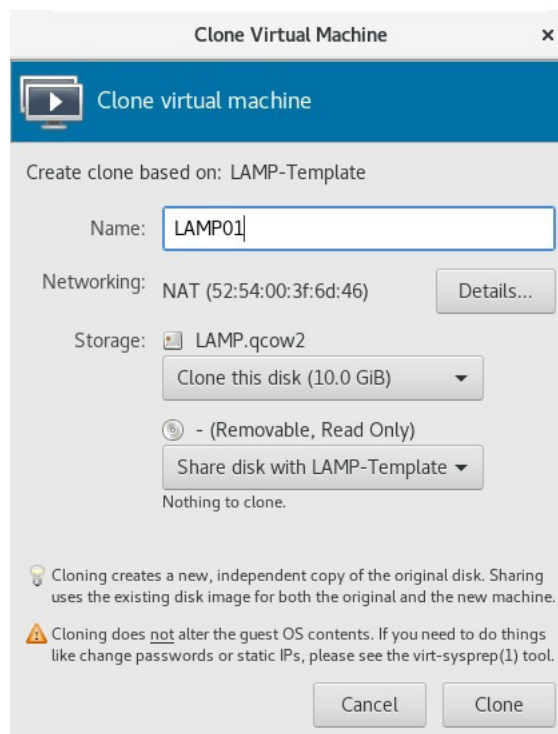 Clone Virtual Machine ×
Clone virtual machine
Create clone based on: LAMP-Template
Name: LAMP01
Networking: NAT (52:54:00:3f:6d:46) Details...
Storage: LAMP.qcow2
Clone this disk (10.0 GiB)
- (Removable, Read Only)
Share disk with LAMP-Template
Nothing to clone.
Cloning creates a new, independent copy of the original disk. Sharing
uses the existing disk image for both the original and the new machine.
Cloning does not alter the guest OS contents. If you need to do things
like change passwords or static IPs, please see the virt-sysprep(1) tool.
Cancel Clone